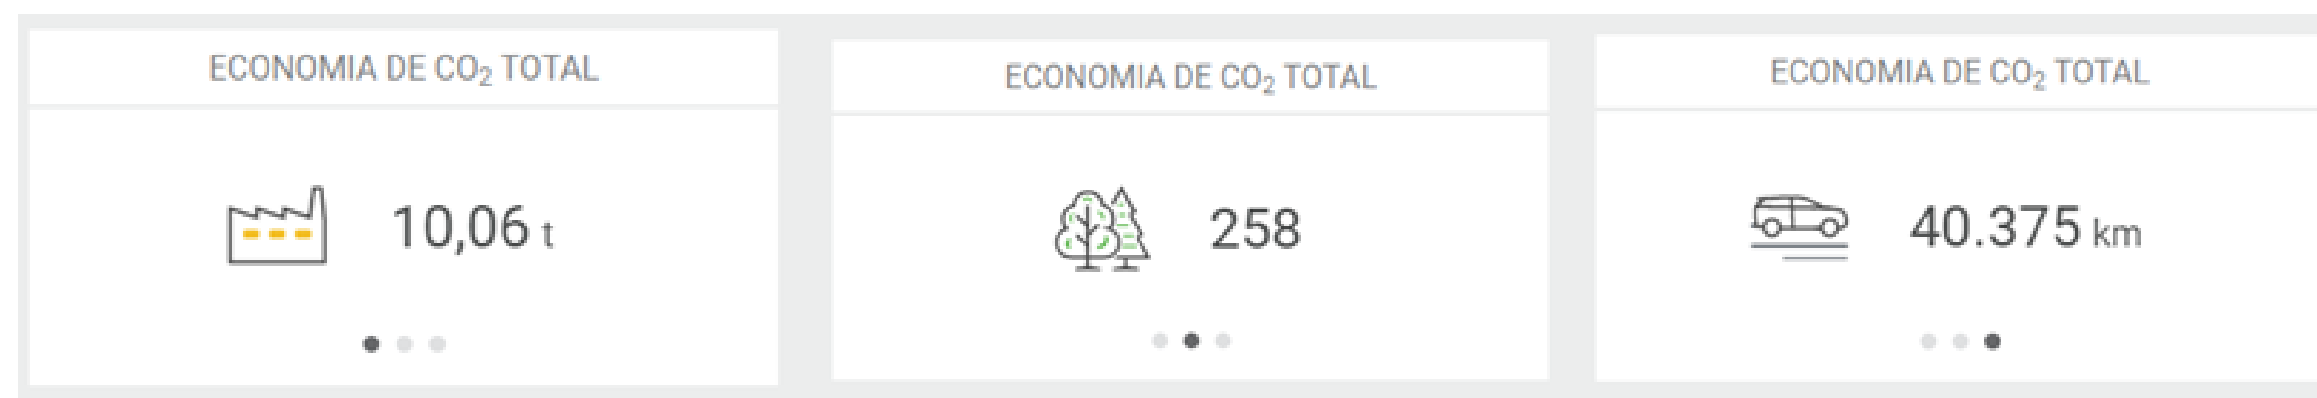 ECONOMIA DE CO₂ TOTAL
10,06 t
ECONOMIA DE CO₂ TOTAL
258
ECONOMIA DE CO₂ TOTAL
40.375 km